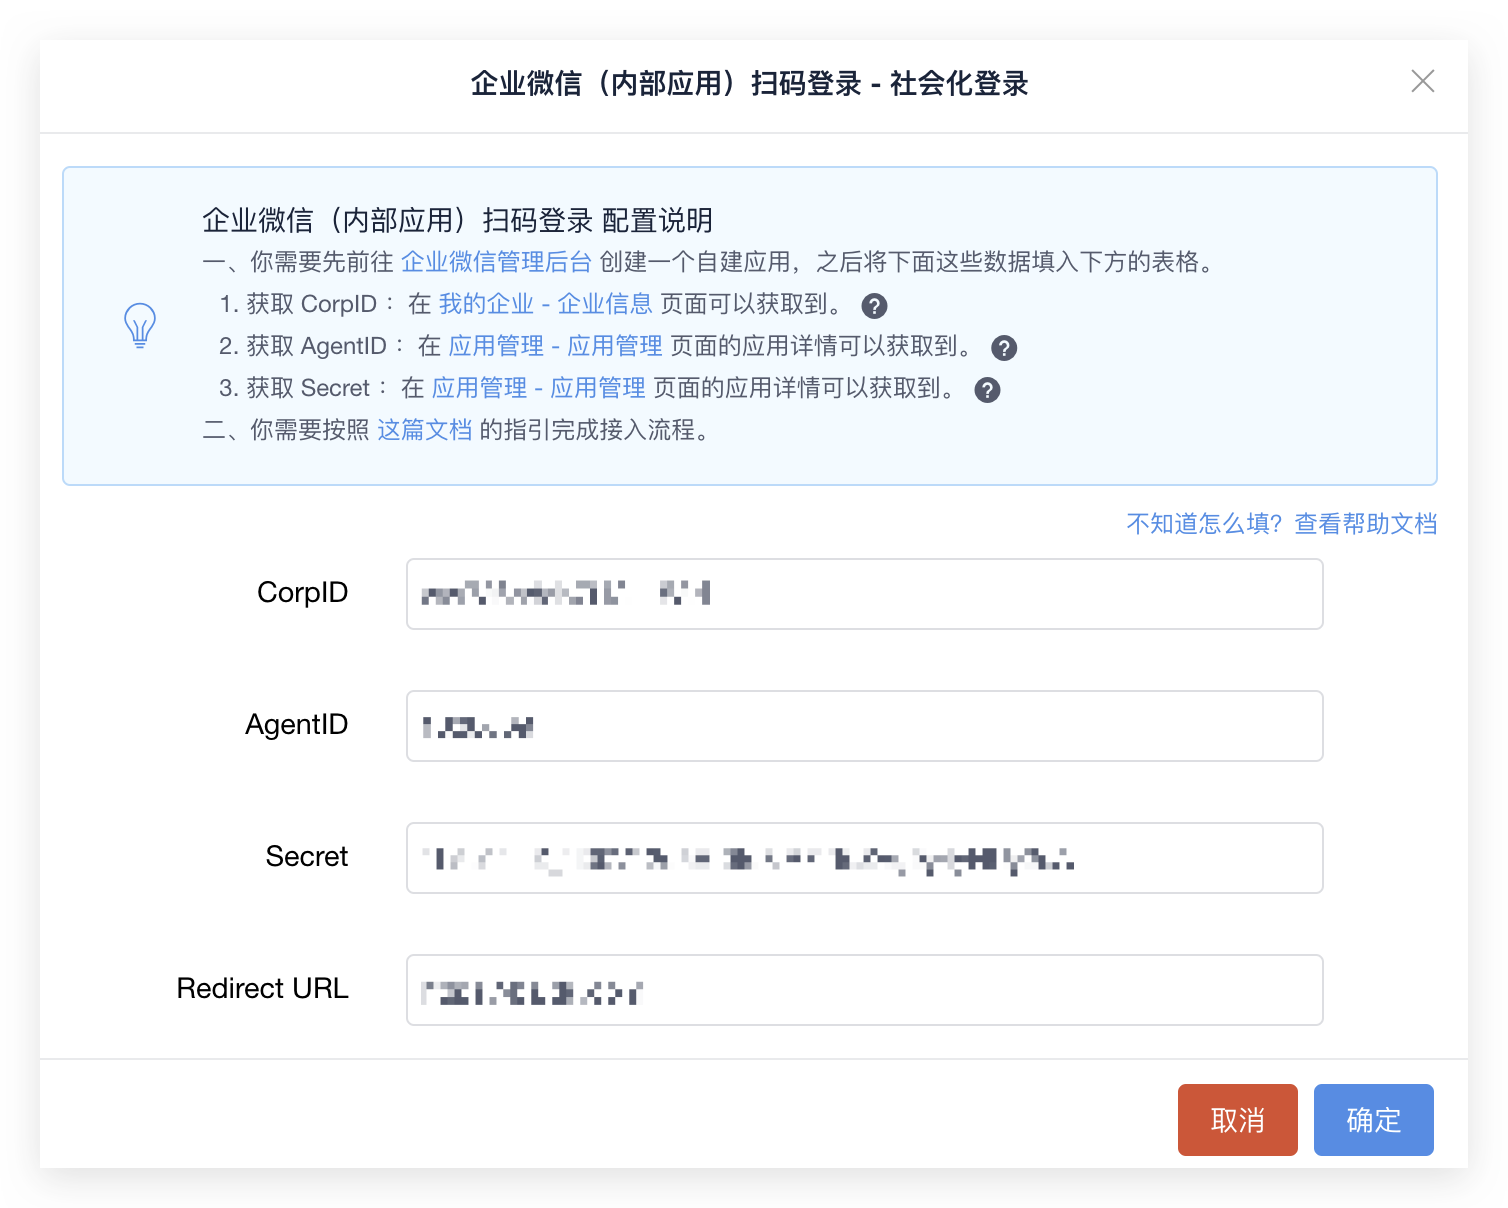 企业微信（内部应用）扫码登录 - 社会化登录
企业微信（内部应用）扫码登录 配置说明
一、你需要先前往 企业微信管理后台 创建一个自建应用，之后将下面这些数据填入下方的表格。
1. 获取 CorpID： 在 我的企业 - 企业信息 页面可以获取到。 ?
2. 获取 AgentID： 在 应用管理 - 应用管理 页面的应用详情可以获取到。 ?
3. 获取 Secret： 在 应用管理 - 应用管理 页面的应用详情可以获取到。 ?
二、你需要按照 这篇文档 的指引完成接入流程。
不知道怎么填？查看帮助文档
CorpID
AgentID
Secret
Redirect URL
取消 确定